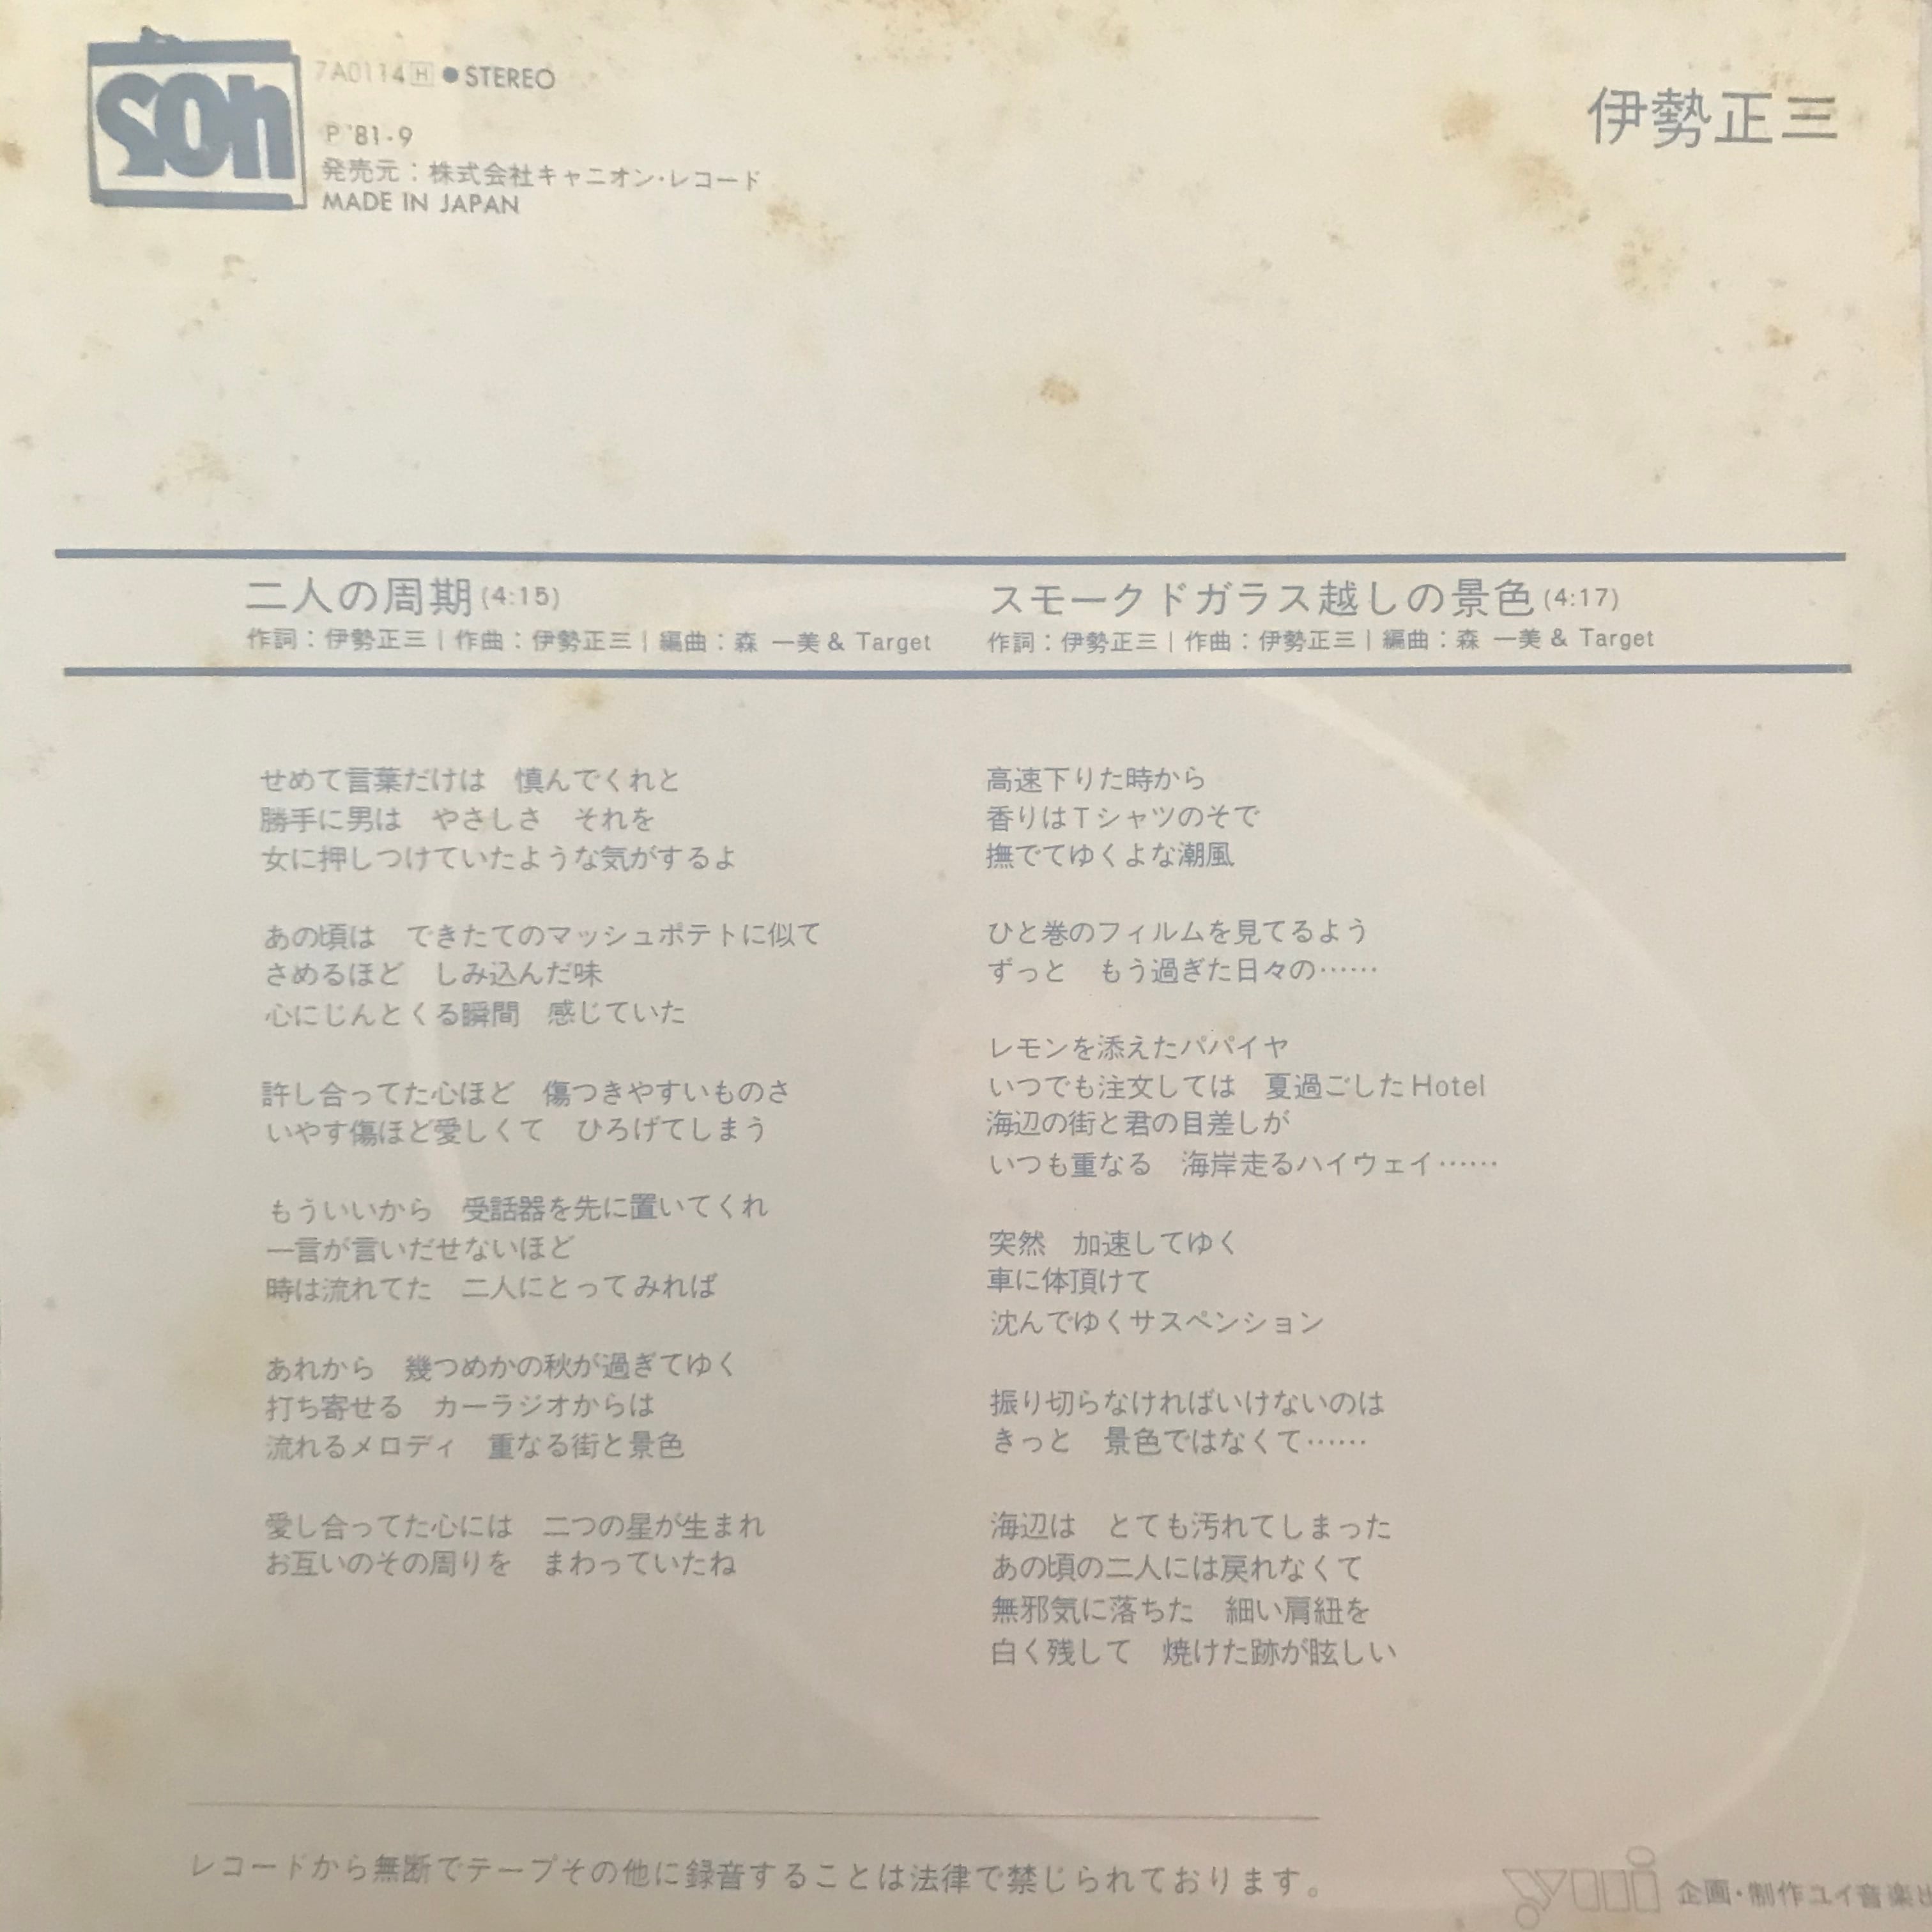 son
7A0114 H ● STEREO
P '81・9
発売元：株式会社キャニオン・レコード
MADE IN JAPAN
伊勢正三
二人の周期(4:15)
作詞：伊勢正三｜作曲：伊勢正三｜編曲：森 一美 & Target
せめて言葉だけは　慎んでくれと
勝手に男は　やさしさ　それを
女に押しつけていたような気がするよ
あの頃は　できたてのマッシュポテトに似て
さめるほど　しみ込んだ味
心にじんとくる瞬間　感じていた
許し合ってた心ほど　傷つきやすいものさ
いやす傷ほど愛しくて　ひろげてしまう
もういいから　受話器を先に置いてくれ
一言が言いだせないほど
時は流れてた　二人にとってみれば
あれから　幾つめかの秋が過ぎてゆく
打ち寄せる　カーラジオからは
流れるメロディ　重なる街と景色
愛し合ってた心には　二つの星が生まれ
お互いのその周りを　まわっていたね
スモークドガラス越しの景色(4:17)
作詞：伊勢正三｜作曲：伊勢正三｜編曲：森 一美 & Target
高速下りた時から
香りはTシャツのそで
撫でてゆくよな潮風
ひと巻のフィルムを見てるよう
ずっと　もう過ぎた日々の……
レモンを添えたパパイヤ
いつでも注文しては　夏過ごしたHotel
海辺の街と君の目差しが
いつも重なる　海岸走るハイウェイ……
突然　加速してゆく
車に体頂けて
沈んでゆくサスペンション
振り切らなければいけないのは
きっと　景色ではなくて……
海辺は　とても汚れてしまった
あの頃の二人には戻れなくて
無邪気に落ちた　細い肩紐を
白く残して　焼けた跡が眩しい
レコードから無断でテープその他に録音することは法律で禁じられております。
yui 企画・制作ユイ音楽